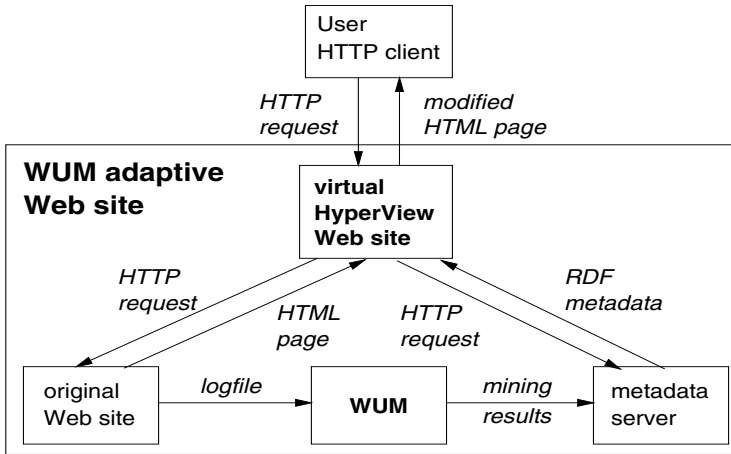 User
HTTP client
HTTP
request
modified
HTML page
WUM adaptive
Web site
virtual
HyperView
Web site
HTTP
request
HTML
page
HTTP
request
RDF
metadata
original
Web site
logfile
WUM
mining
results
metadata
server